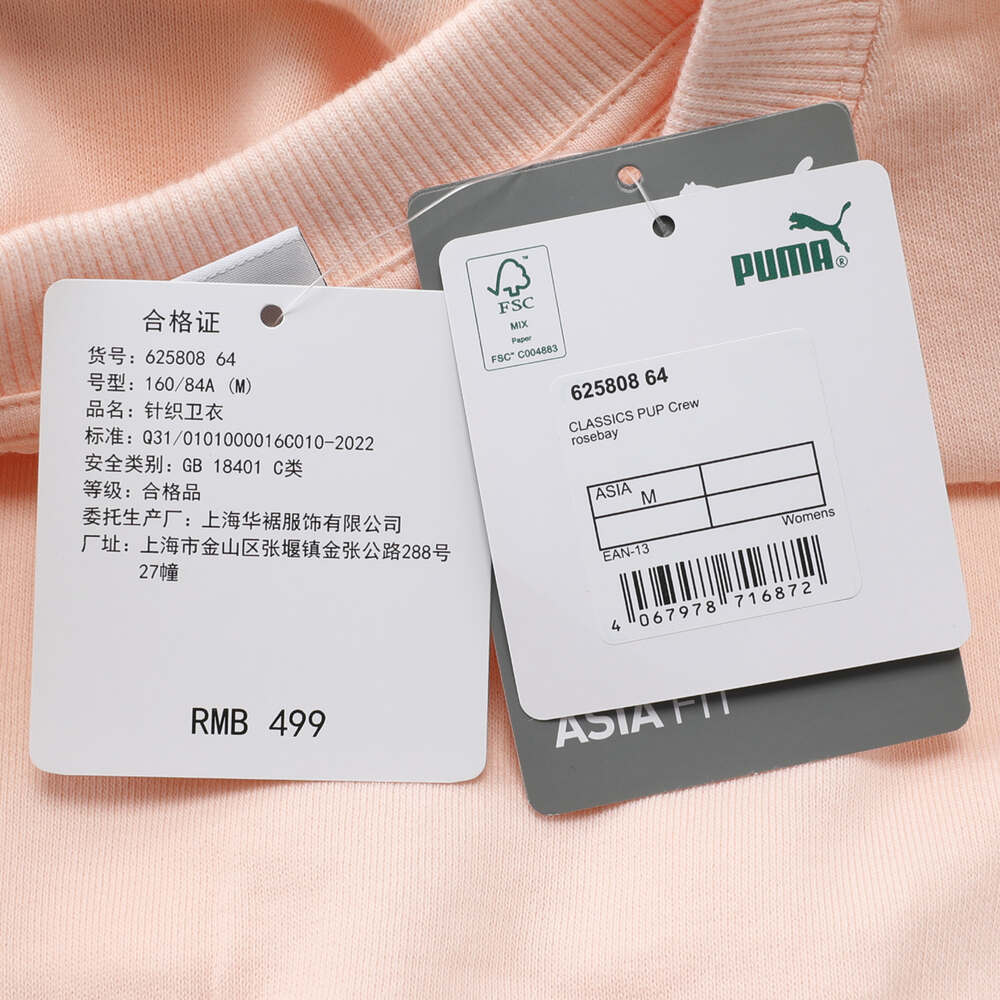 合格证
货号: 625808 64
号型: 160/84A (M)
品名: 针织卫衣
标准: Q31/0101000016C010-2022
安全类别: GB 18401 C类
等级: 合格品
委托生产厂: 上海华裾服饰有限公司
厂址: 上海市金山区张堰镇金张公路288号
27幢
RMB 499
PUMA®
FSC™
MIX
Paper
FSC™ C004883
625808 64
CLASSICS PUP Crew
rosebay
ASIA M
Womens
EAN-13
4 067978 716872
ASIA FIT